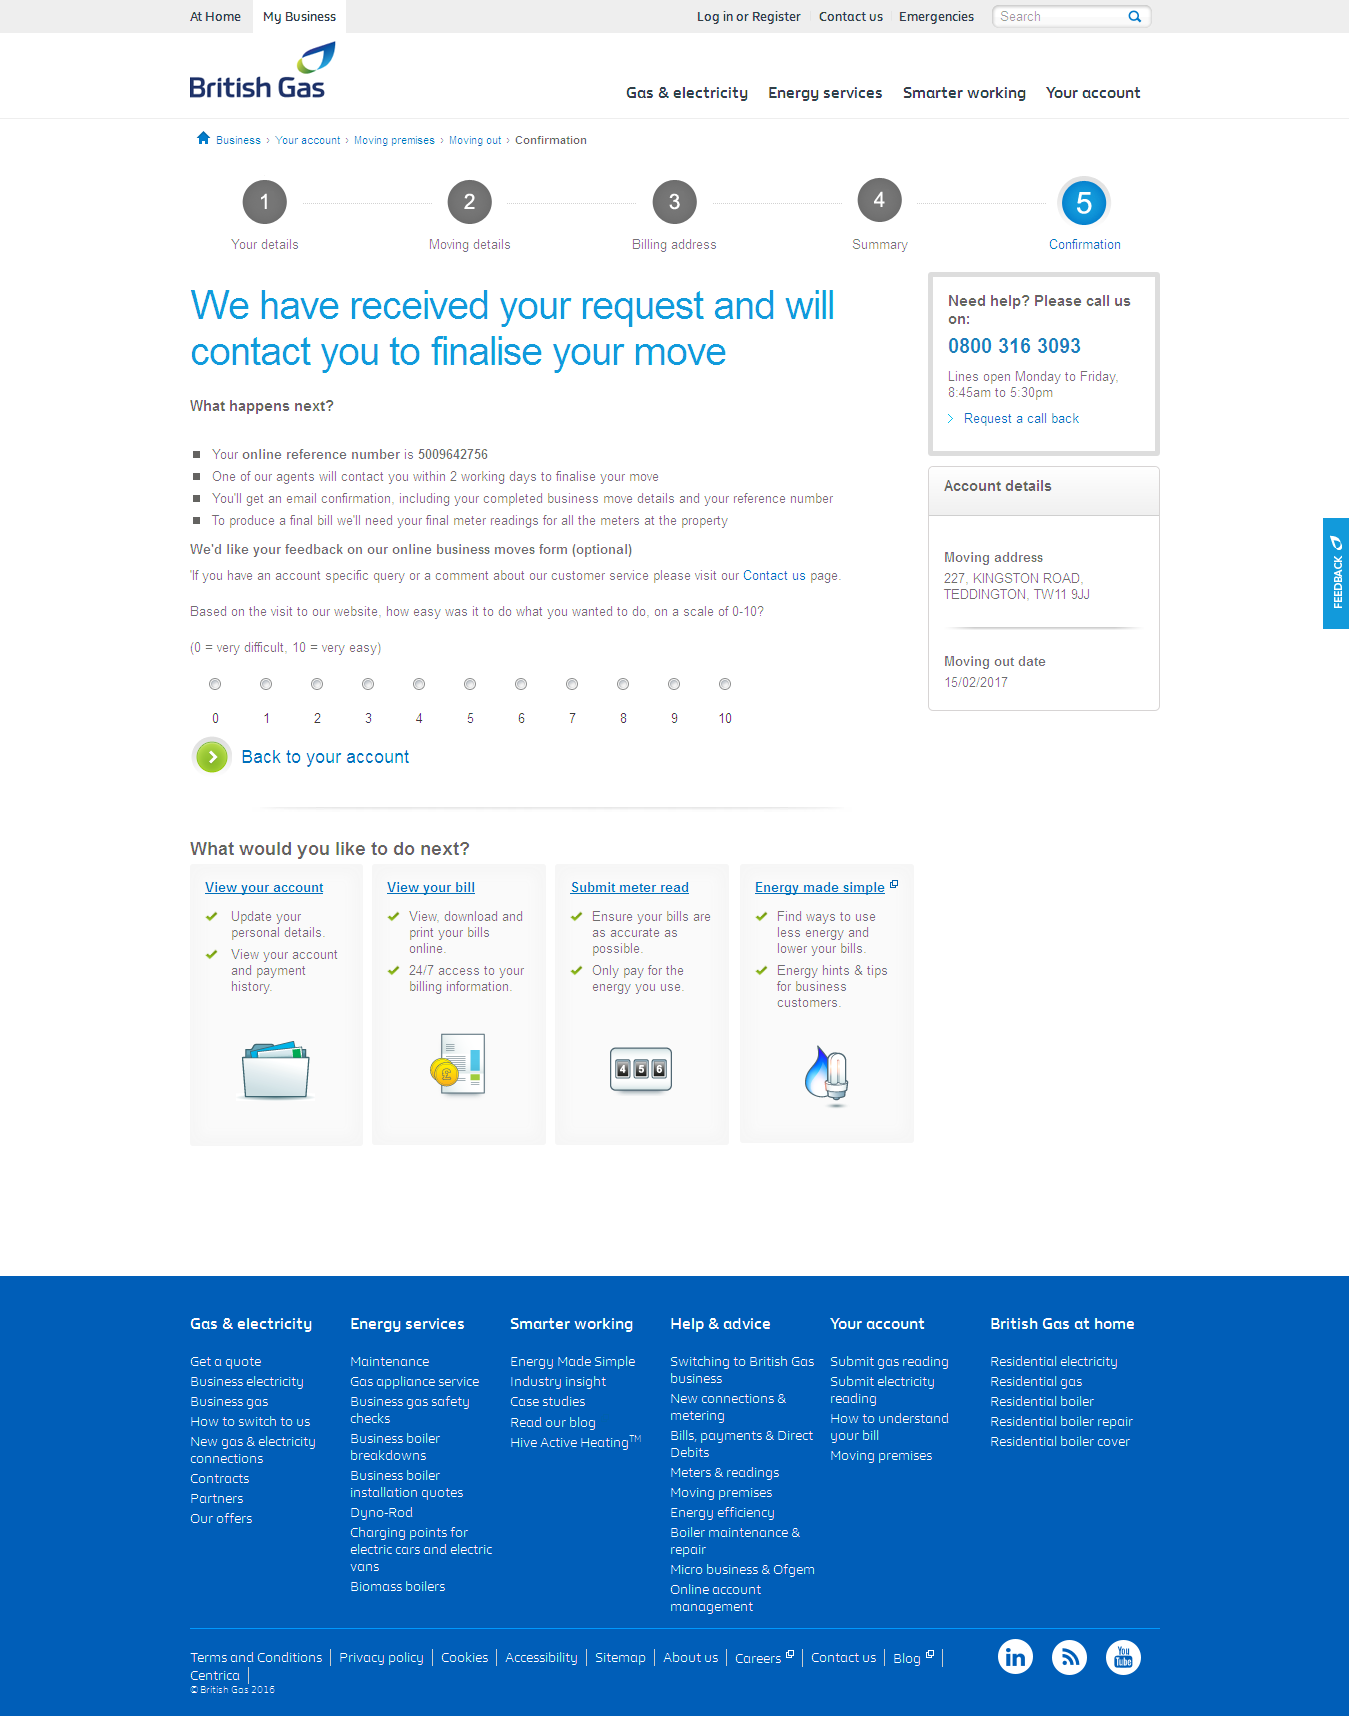 At Home
My Business
Log in or Register
Contact us
Emergencies
Search
British Gas
Gas & electricity
Energy services
Smarter working
Your account
Business › Your account › Moving premises › Moving out › Confirmation
1
2
3
4
5
Your details
Moving details
Billing address
Summary
Confirmation
We have received your request and will
contact you to finalise your move
What happens next?
Your online reference number is 5009642756
One of our agents will contact you within 2 working days to finalise your move
You'll get an email confirmation, including your completed business move details and your reference number
To produce a final bill we'll need your final meter readings for all the meters at the property
We'd like your feedback on our online business moves form (optional)
'If you have an account specific query or a comment about our customer service please visit our Contact us page.
Based on the visit to our website, how easy was it to do what you wanted to do, on a scale of 0-10?
(0 = very difficult, 10 = very easy)
0 1 2 3 4 5 6 7 8 9 10
Back to your account
Need help? Please call us
on:
0800 316 3093
Lines open Monday to Friday,
8:45am to 5:30pm
Request a call back
Account details
Moving address
227, KINGSTON ROAD,
TEDDINGTON, TW11 9JJ
Moving out date
15/02/2017
FEEDBACK
What would you like to do next?
View your account
Update your
personal details.
View your account
and payment
history.
View your bill
View, download and
print your bills
online.
24/7 access to your
billing information.
£
Submit meter read
Ensure your bills are
as accurate as
possible.
Only pay for the
energy you use.
4 5 6
Energy made simple
Find ways to use
less energy and
lower your bills.
Energy hints & tips
for business
customers.
Gas & electricity
Get a quote
Business electricity
Business gas
How to switch to us
New gas & electricity
connections
Contracts
Partners
Our offers
Energy services
Maintenance
Gas appliance service
Business gas safety
checks
Business boiler
breakdowns
Business boiler
installation quotes
Dyno-Rod
Charging points for
electric cars and electric
vans
Biomass boilers
Smarter working
Energy Made Simple
Industry insight
Case studies
Read our blog
Hive Active Heating™
Help & advice
Switching to British Gas
business
New connections &
metering
Bills, payments & Direct
Debits
Meters & readings
Moving premises
Energy efficiency
Boiler maintenance &
repair
Micro business & Ofgem
Online account
management
Your account
Submit gas reading
Submit electricity
reading
How to understand
your bill
Moving premises
British Gas at home
Residential electricity
Residential gas
Residential boiler
Residential boiler repair
Residential boiler cover
Terms and Conditions | Privacy policy | Cookies | Accessibility | Sitemap | About us | Careers | Contact us | Blog |
Centrica |
© British Gas 2016
in
You
Tube